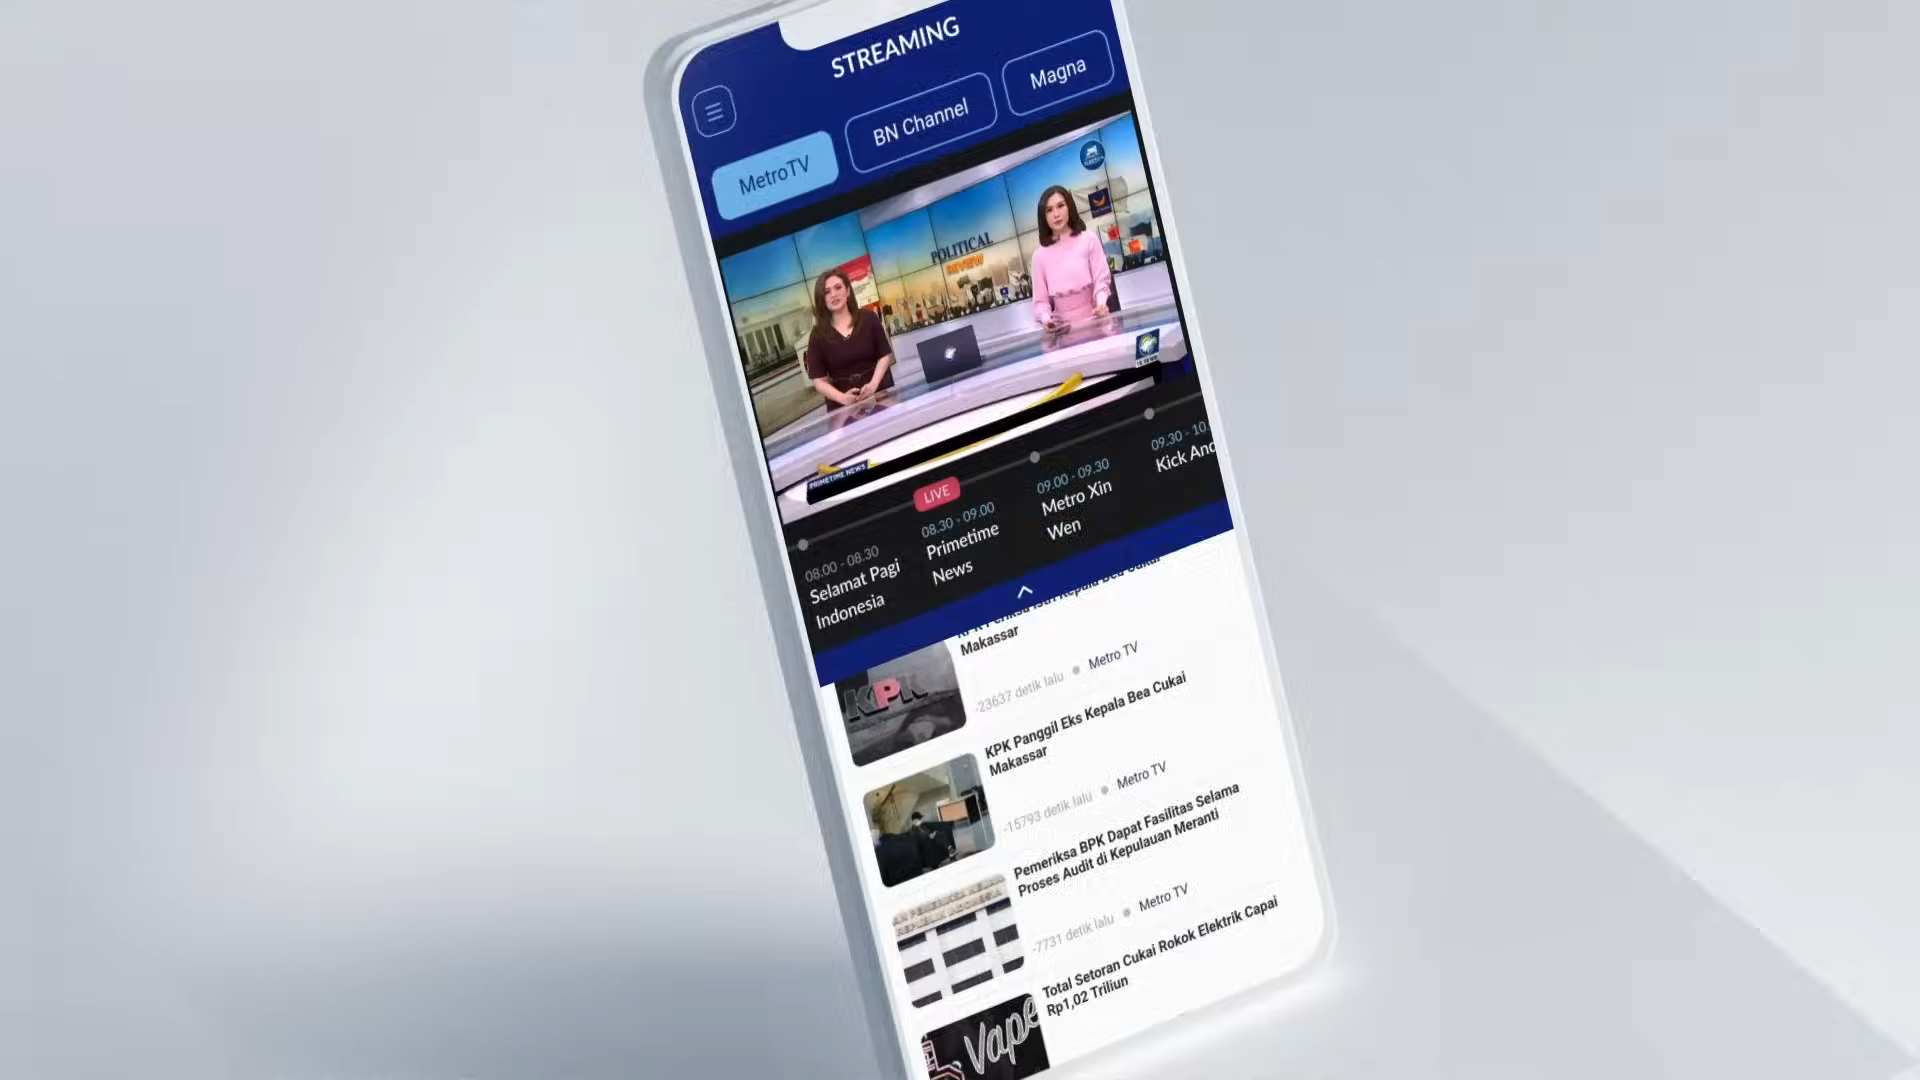 STREAMING
MetroTV
BN Channel
Magna
POLITICAL
REVIEW
PRIMETIME NEWS
LIVE
08.00 - 08.30
Selamat Pagi
Indonesia
08.30 - 09.00
Primetime
News
09.00 - 09.30
Metro Xin
Wen
09.30 - 10.
Kick And
Makassar
KPK
-23637 detik lalu • Metro TV
KPK Panggil Eks Kepala Bea Cukai
Makassar
-15793 detik lalu • Metro TV
Pemeriksa BPK Dapat Fasilitas Selama
Proses Audit di Kepulauan Meranti
REPUBLIK INDONESIA
-7731 detik lalu • Metro TV
Total Setoran Cukai Rokok Elektrik Capai
Rp1,02 Triliun
Vape